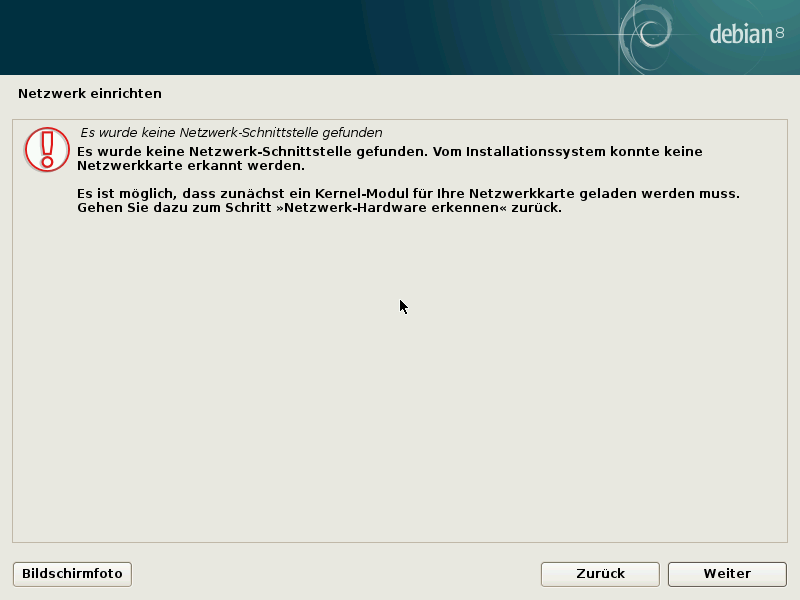 debian 8
Netzwerk einrichten
Es wurde keine Netzwerk-Schnittstelle gefunden
Es wurde keine Netzwerk-Schnittstelle gefunden. Vom Installationssystem konnte keine
Netzwerkkarte erkannt werden.
Es ist möglich, dass zunächst ein Kernel-Modul für Ihre Netzwerkkarte geladen werden muss.
Gehen Sie dazu zum Schritt »Netzwerk-Hardware erkennen« zurück.
Bildschirmfoto
Zurück
Weiter